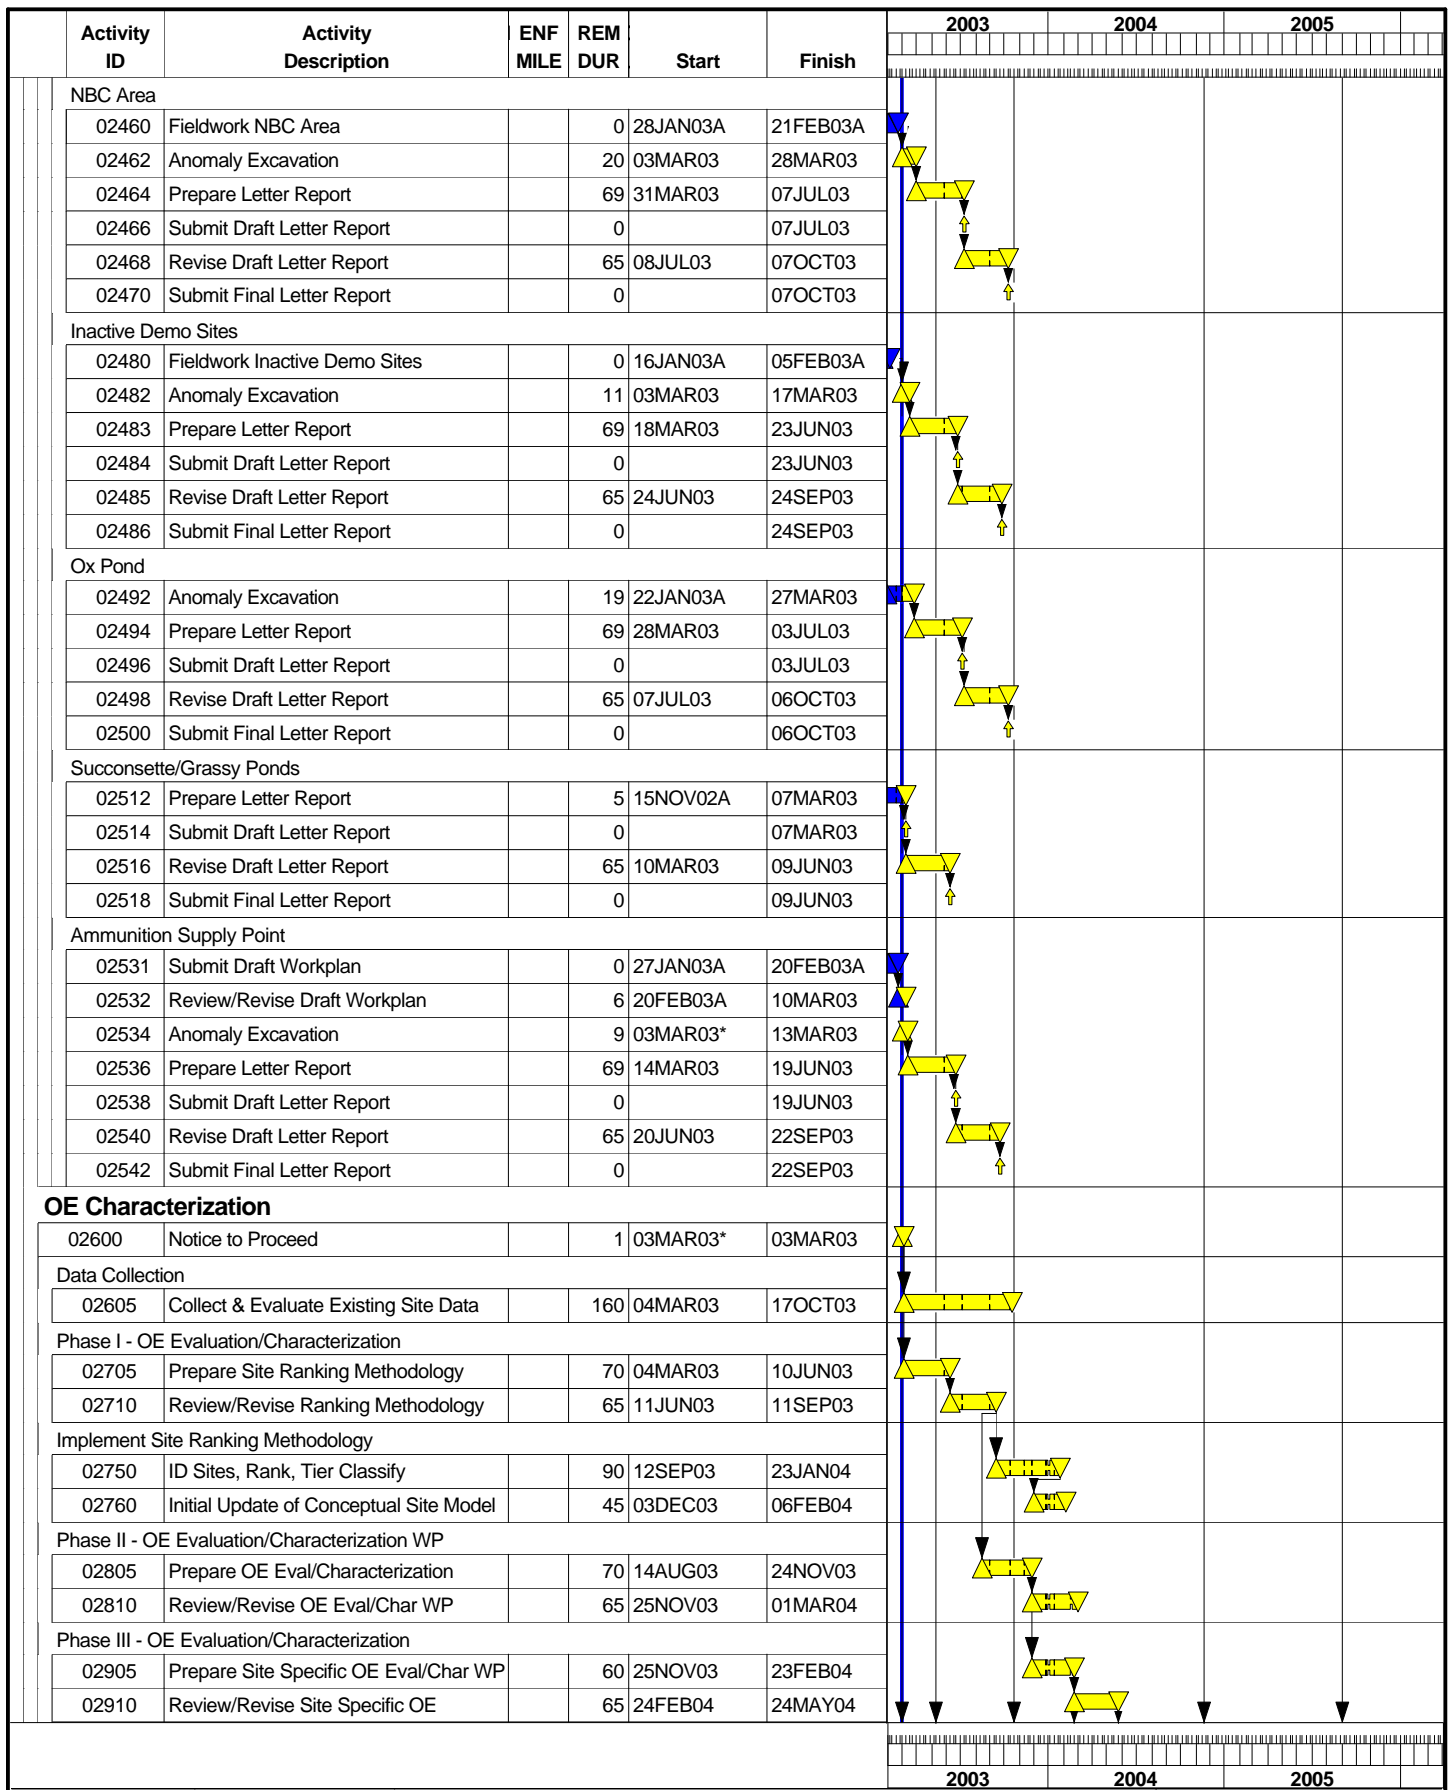 Activity ID Activity Description ENF MILE REM DUR Start Finish 2003 2004 2005
NBC Area
02460 Fieldwork NBC Area 0 28JAN03A 21FEB03A
02462 Anomaly Excavation 20 03MAR03 28MAR03
02464 Prepare Letter Report 69 31MAR03 07JUL03
02466 Submit Draft Letter Report 0 07JUL03
02468 Revise Draft Letter Report 65 08JUL03 07OCT03
02470 Submit Final Letter Report 0 07OCT03
Inactive Demo Sites
02480 Fieldwork Inactive Demo Sites 0 16JAN03A 05FEB03A
02482 Anomaly Excavation 11 03MAR03 17MAR03
02483 Prepare Letter Report 69 18MAR03 23JUN03
02484 Submit Draft Letter Report 0 23JUN03
02485 Revise Draft Letter Report 65 24JUN03 24SEP03
02486 Submit Final Letter Report 0 24SEP03
Ox Pond
02492 Anomaly Excavation 19 22JAN03A 27MAR03
02494 Prepare Letter Report 69 28MAR03 03JUL03
02496 Submit Draft Letter Report 0 03JUL03
02498 Revise Draft Letter Report 65 07JUL03 06OCT03
02500 Submit Final Letter Report 0 06OCT03
Succonsette/Grassy Ponds
02512 Prepare Letter Report 5 15NOV02A 07MAR03
02514 Submit Draft Letter Report 0 07MAR03
02516 Revise Draft Letter Report 65 10MAR03 09JUN03
02518 Submit Final Letter Report 0 09JUN03
Ammunition Supply Point
02531 Submit Draft Workplan 0 27JAN03A 20FEB03A
02532 Review/Revise Draft Workplan 6 20FEB03A 10MAR03
02534 Anomaly Excavation 9 03MAR03* 13MAR03
02536 Prepare Letter Report 69 14MAR03 19JUN03
02538 Submit Draft Letter Report 0 19JUN03
02540 Revise Draft Letter Report 65 20JUN03 22SEP03
02542 Submit Final Letter Report 0 22SEP03
OE Characterization
02600 Notice to Proceed 1 03MAR03* 03MAR03
Data Collection
02605 Collect & Evaluate Existing Site Data 160 04MAR03 17OCT03
Phase I - OE Evaluation/Characterization
02705 Prepare Site Ranking Methodology 70 04MAR03 10JUN03
02710 Review/Revise Ranking Methodology 65 11JUN03 11SEP03
Implement Site Ranking Methodology
02750 ID Sites, Rank, Tier Classify 90 12SEP03 23JAN04
02760 Initial Update of Conceptual Site Model 45 03DEC03 06FEB04
Phase II - OE Evaluation/Characterization WP
02805 Prepare OE Eval/Characterization 70 14AUG03 24NOV03
02810 Review/Revise OE Eval/Char WP 65 25NOV03 01MAR04
Phase III - OE Evaluation/Characterization
02905 Prepare Site Specific OE Eval/Char WP 60 25NOV03 23FEB04
02910 Review/Revise Site Specific OE 65 24FEB04 24MAY04
2003 2004 2005